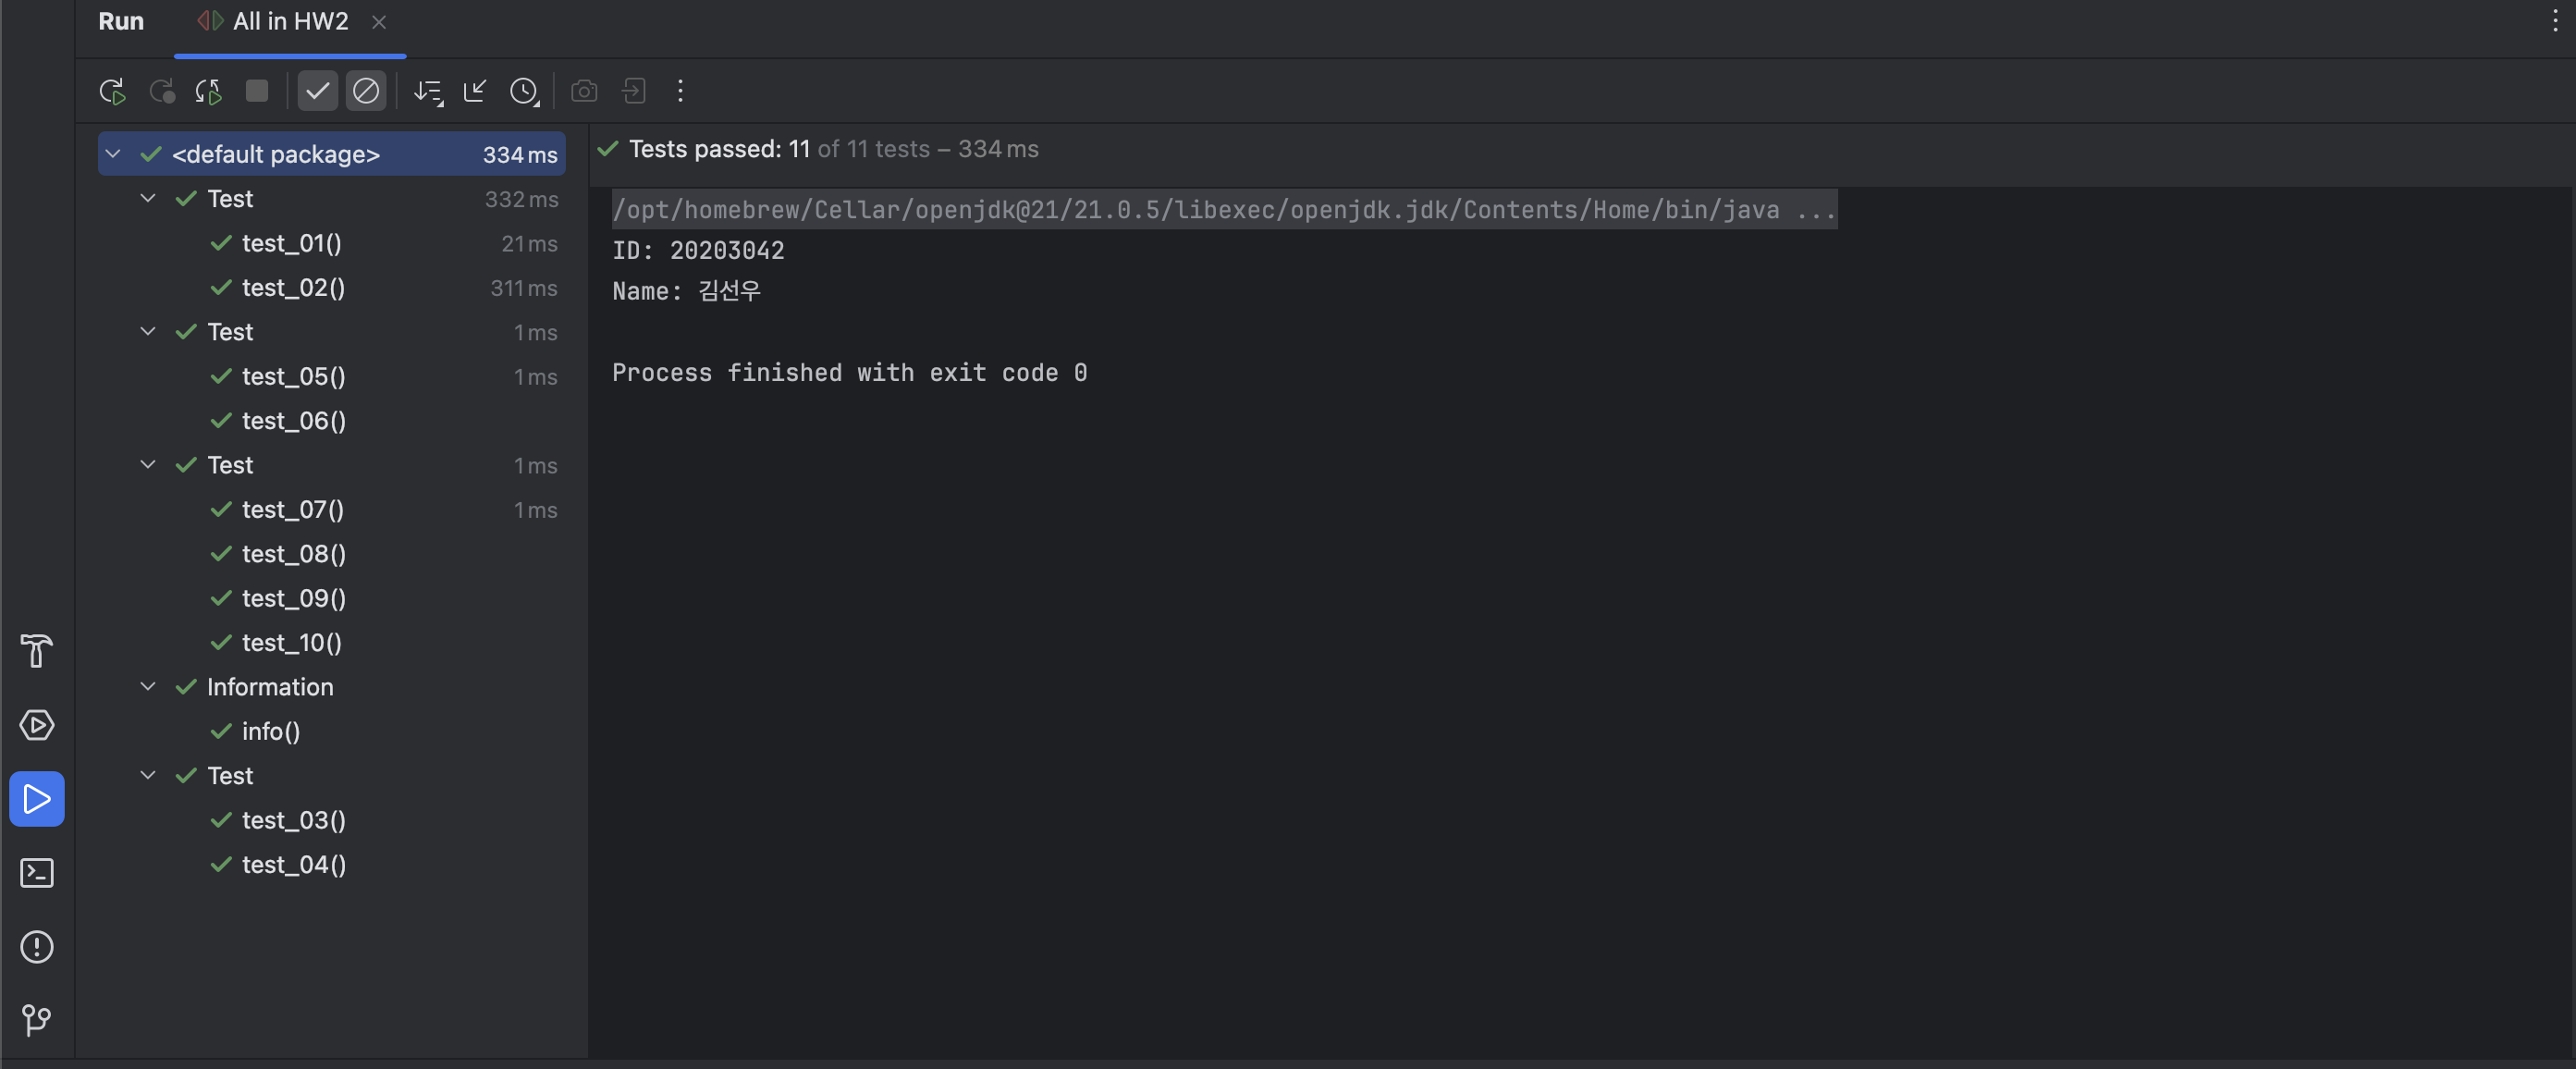 Run All in HW2
<default package> 334 ms
Test 332 ms
test_01() 21 ms
test_02() 311 ms
Test 1 ms
test_05() 1 ms
test_06()
Test 1 ms
test_07() 1 ms
test_08()
test_09()
test_10()
Information
info()
Test
test_03()
test_04()
Tests passed: 11 of 11 tests – 334 ms
/opt/homebrew/Cellar/openjdk@21/21.0.5/libexec/openjdk.jdk/Contents/Home/bin/java ...
ID: 20203042
Name: 김선우
Process finished with exit code 0